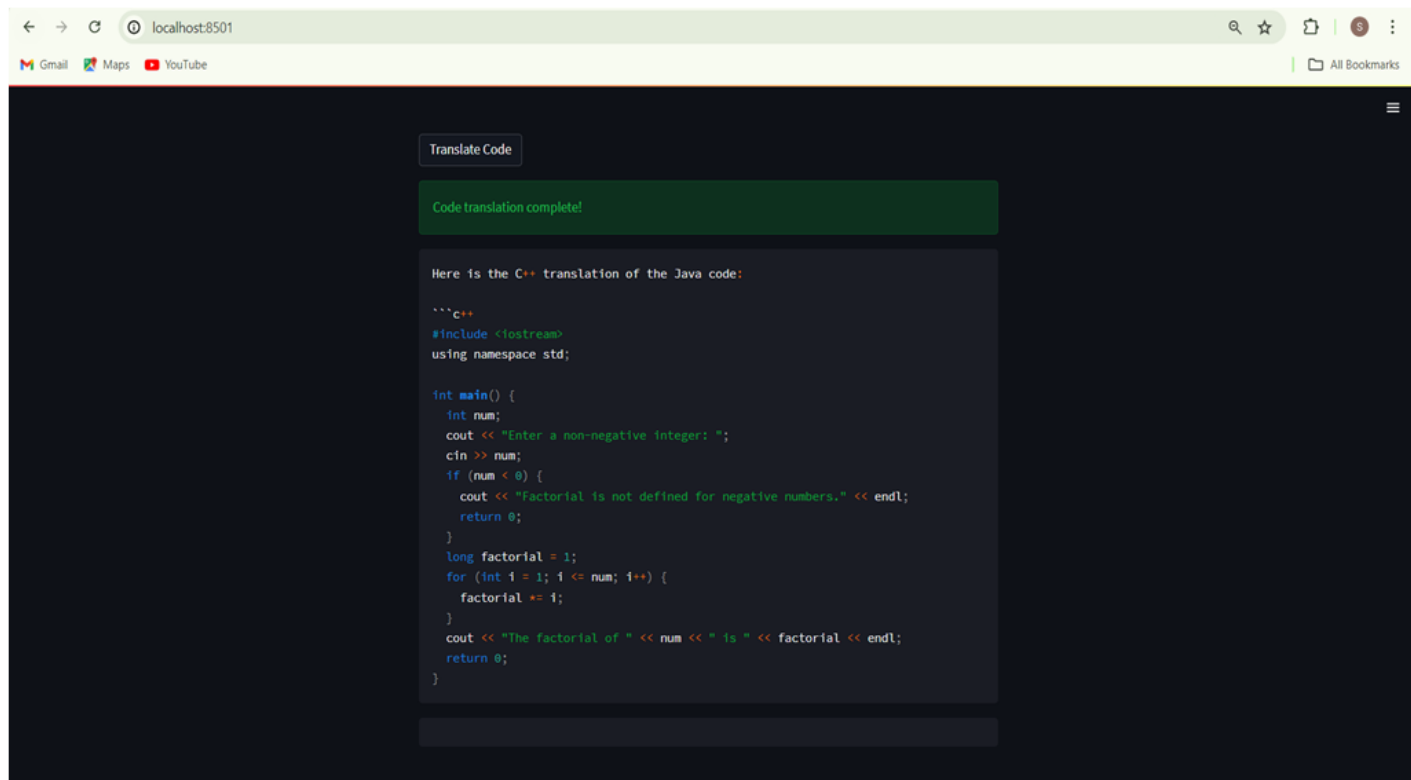 localhost:8501
S
Gmail Maps YouTube
All Bookmarks
Translate Code
Code translation complete!
Here is the C++ translation of the Java code:
```c++
#include <iostream>
using namespace std;
int main() {
  int num;
  cout << "Enter a non-negative integer: ";
  cin >> num;
  if (num < 0) {
    cout << "Factorial is not defined for negative numbers." << endl;
    return 0;
  }
  long factorial = 1;
  for (int i = 1; i <= num; i++) {
    factorial *= i;
  }
  cout << "The factorial of " << num << " is " << factorial << endl;
  return 0;
}